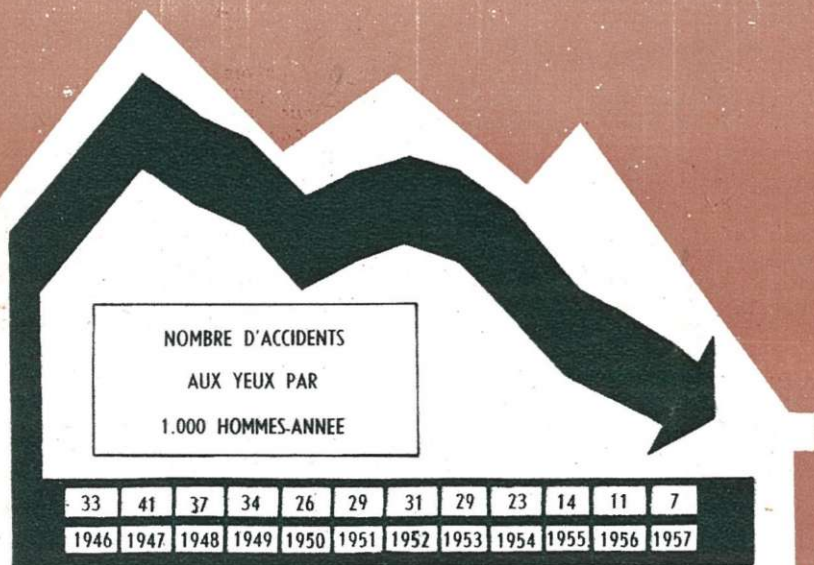 NOMBRE D'ACCIDENTS
AUX YEUX PAR
1.000 HOMMES-ANNEE
33 41 37 34 26 29 31 29 23 14 11 7
1946 1947 1948 1949 1950 1951 1952 1953 1954 1955 1956 1957